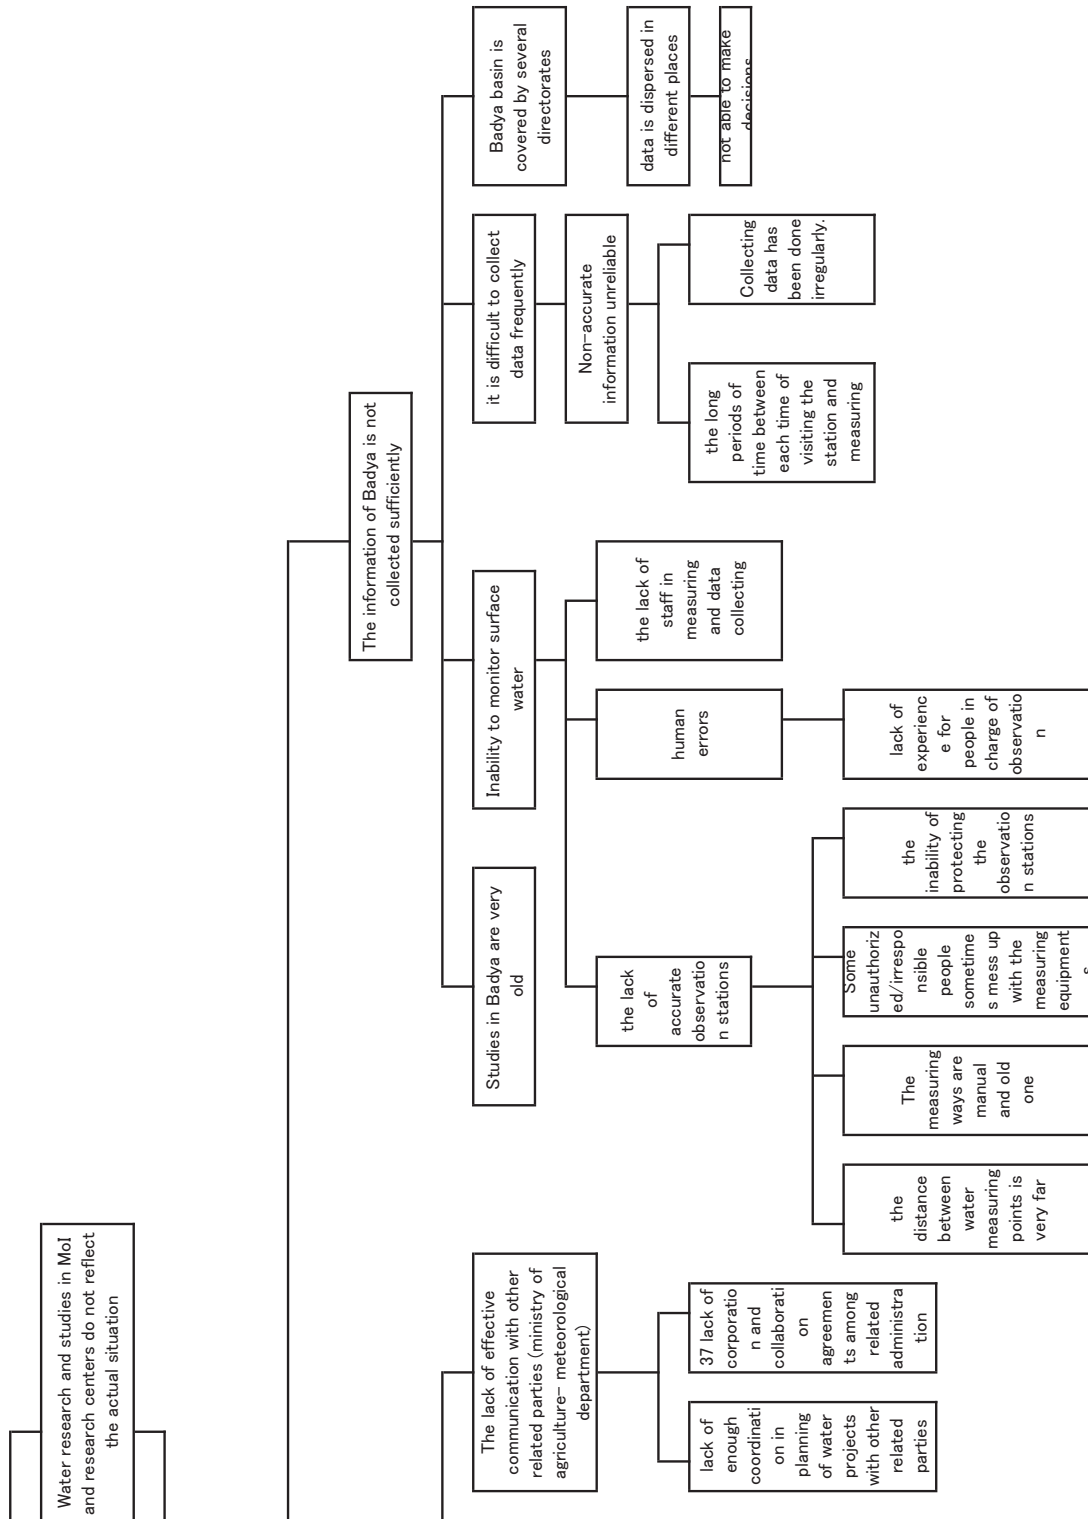 Water research and studies in MoI
and research centers do not reflect
the actual situation
The information of Badya is not
collected sufficiently
The lack of effective
communication with other
related parties (ministry of
agriculture- meteorological
department)
Studies in Badya are very
old
Inability to monitor surface
water
it is difficult to collect
data frequently
Badya basin is
covered by several
directorates
Non-accurate
information unreliable
data is dispersed in
different places
not able to make
decisions
lack of
enough
coordinati
on in
planning
of water
projects
with other
related
parties
37 lack of
corporatio
n and
collaborati
on
agreemen
ts among
related
administra
tion
the lack
of
accurate
observatio
n stations
human
errors
the lack of
staff in
measuring
and data
collecting
the long
periods of
time between
each time of
visiting the
station and
measuring
Collecting
data has
been done
irregularly.
the
distance
between
water
measuring
points is
very far
The
measuring
ways are
manual
and old
one
Some
unauthoriz
ed/irrespo
nsible
people
sometime
s mess up
with the
measuring
equipment
the
inability of
protecting
the
observatio
n stations
lack of
experienc
e for
people in
charge of
observatio
n